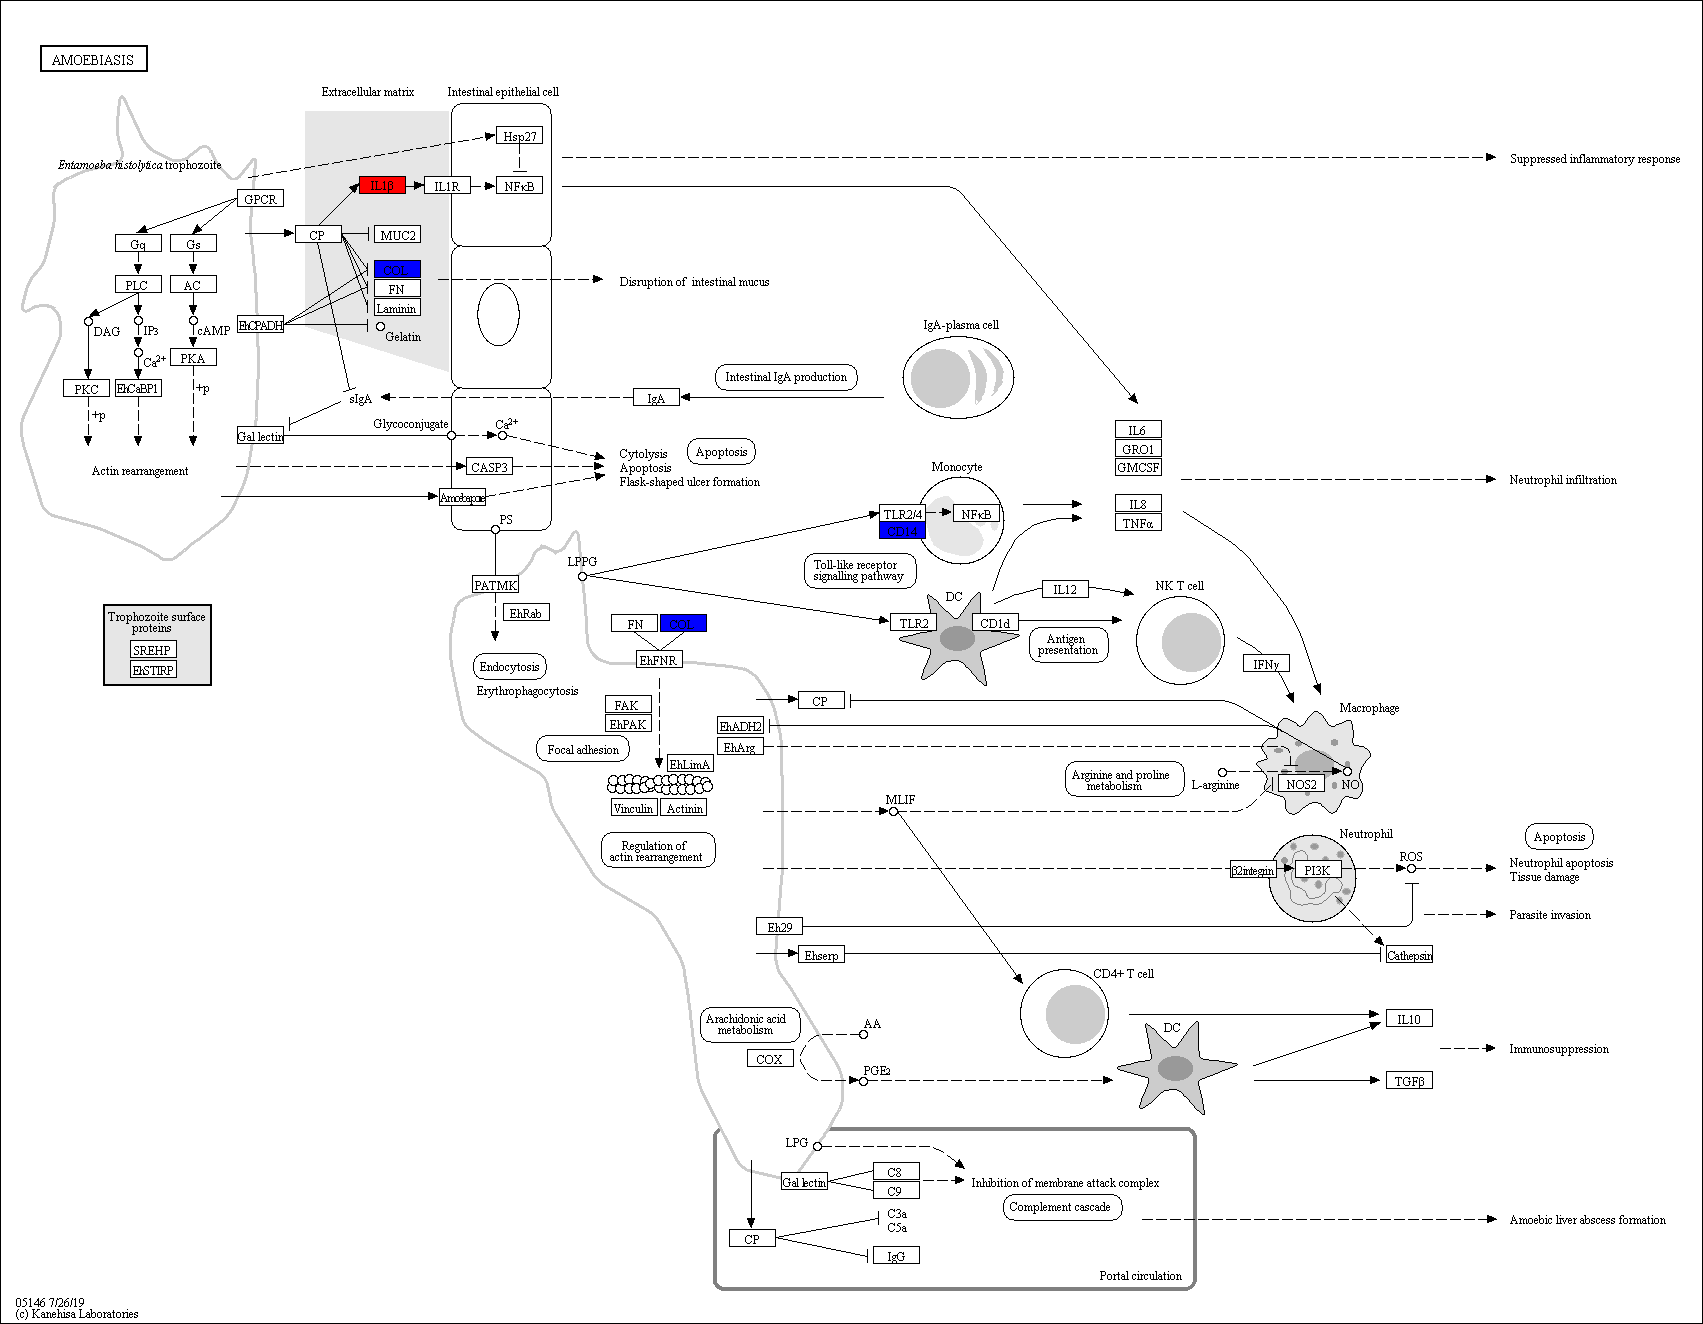 AMOEBIASIS
Extracellular matrix
Intestinal epithelial cell
Hsp27
Suppressed inflammatory response
Entamoeba histolytica trophozoite
IL1β
IL1R
NFκB
GPCR
CP
MUC2
Gq
Gs
COL
Disruption of intestinal mucus
PLC
AC
FN
Laminin
DAG
IP3
cAMP
EhCPADH
Gelatin
IgA-plasma cell
Ca2+
PKA
Intestinal IgA production
PKC
EhCaBP1
+p
sIgA
IgA
+p
Gal lectin
Glycoconjugate
Ca2+
IL6
GRO1
GMCSF
Cytolysis
Apoptosis
Flask-shaped ulcer formation
Apoptosis
Actin rearrangement
CASP3
Monocyte
Neutrophil infiltration
Amoebapore
TLR2/4
NFκB
IL8
TNFα
PS
LPPG
Toll-like receptor
signalling pathway
PATMK
EhRab
DC
IL12
NK T cell
Trophozoite surface
proteins
SREHP
EhSTIRP
FN
COL
TLR2
CD1d
Antigen
presentation
EhFNR
Endocytosis
Erythrophagocytosis
IFNγ
FAK
EhPAK
CP
Macrophage
EhADH2
EhArg
Focal adhesion
EhLimA
Arginine and proline
metabolism
L-arginine
NOS2
NO
Vinculin
Actinin
MLIF
Regulation of
actin rearrangement
Neutrophil
Apoptosis
β2integrin
PI3K
ROS
Neutrophil apoptosis
Tissue damage
Eh29
Parasite invasion
Ehserp
Cathepsin
CD4+ T cell
Arachidonic acid
metabolism
AA
IL10
DC
COX
Immunosuppression
PGE2
TGFβ
LPG
Gal lectin
C8
C9
Inhibition of membrane attack complex
Complement cascade
C3a
C5a
Amoebic liver abscess formation
CP
IgG
Portal circulation
05146 7/26/19
(c) Kanehisa Laboratories